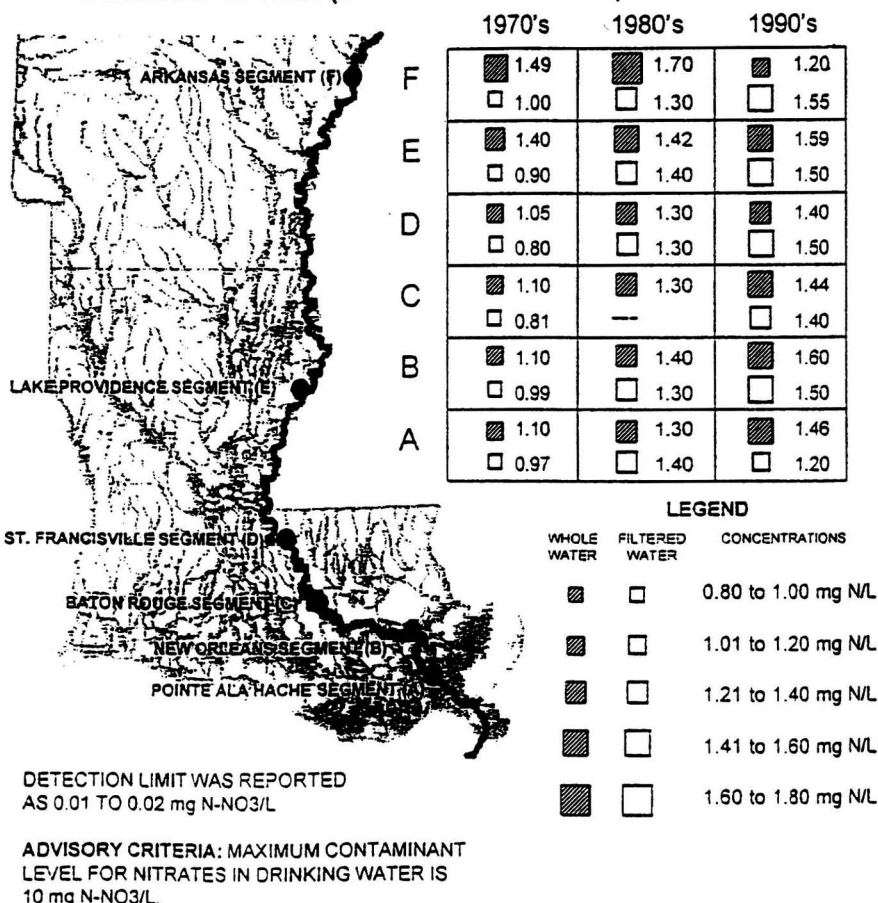 1970's 1980's 1990's
ARKANSAS SEGMENT (F)
F 1.49 1.70 1.20
1.00 1.30 1.55
E 1.40 1.42 1.59
0.90 1.40 1.50
D 1.05 1.30 1.40
0.80 1.30 1.50
C 1.10 1.30 1.44
0.81 — 1.40
B 1.10 1.40 1.60
0.99 1.30 1.50
A 1.10 1.30 1.46
0.97 1.40 1.20
LAKE PROVIDENCE SEGMENT (E)
ST. FRANCISVILLE SEGMENT (D)
BATON ROUGE SEGMENT (C)
NEW ORLEANS SEGMENT (B)
POINTE ALA HACHE SEGMENT (A)
LEGEND
WHOLE WATER FILTERED WATER CONCENTRATIONS
0.80 to 1.00 mg N/L
1.01 to 1.20 mg N/L
1.21 to 1.40 mg N/L
1.41 to 1.60 mg N/L
1.60 to 1.80 mg N/L
DETECTION LIMIT WAS REPORTED
AS 0.01 TO 0.02 mg N-NO3/L
ADVISORY CRITERIA: MAXIMUM CONTAMINANT
LEVEL FOR NITRATES IN DRINKING WATER IS
10 mg N-NO3/L.